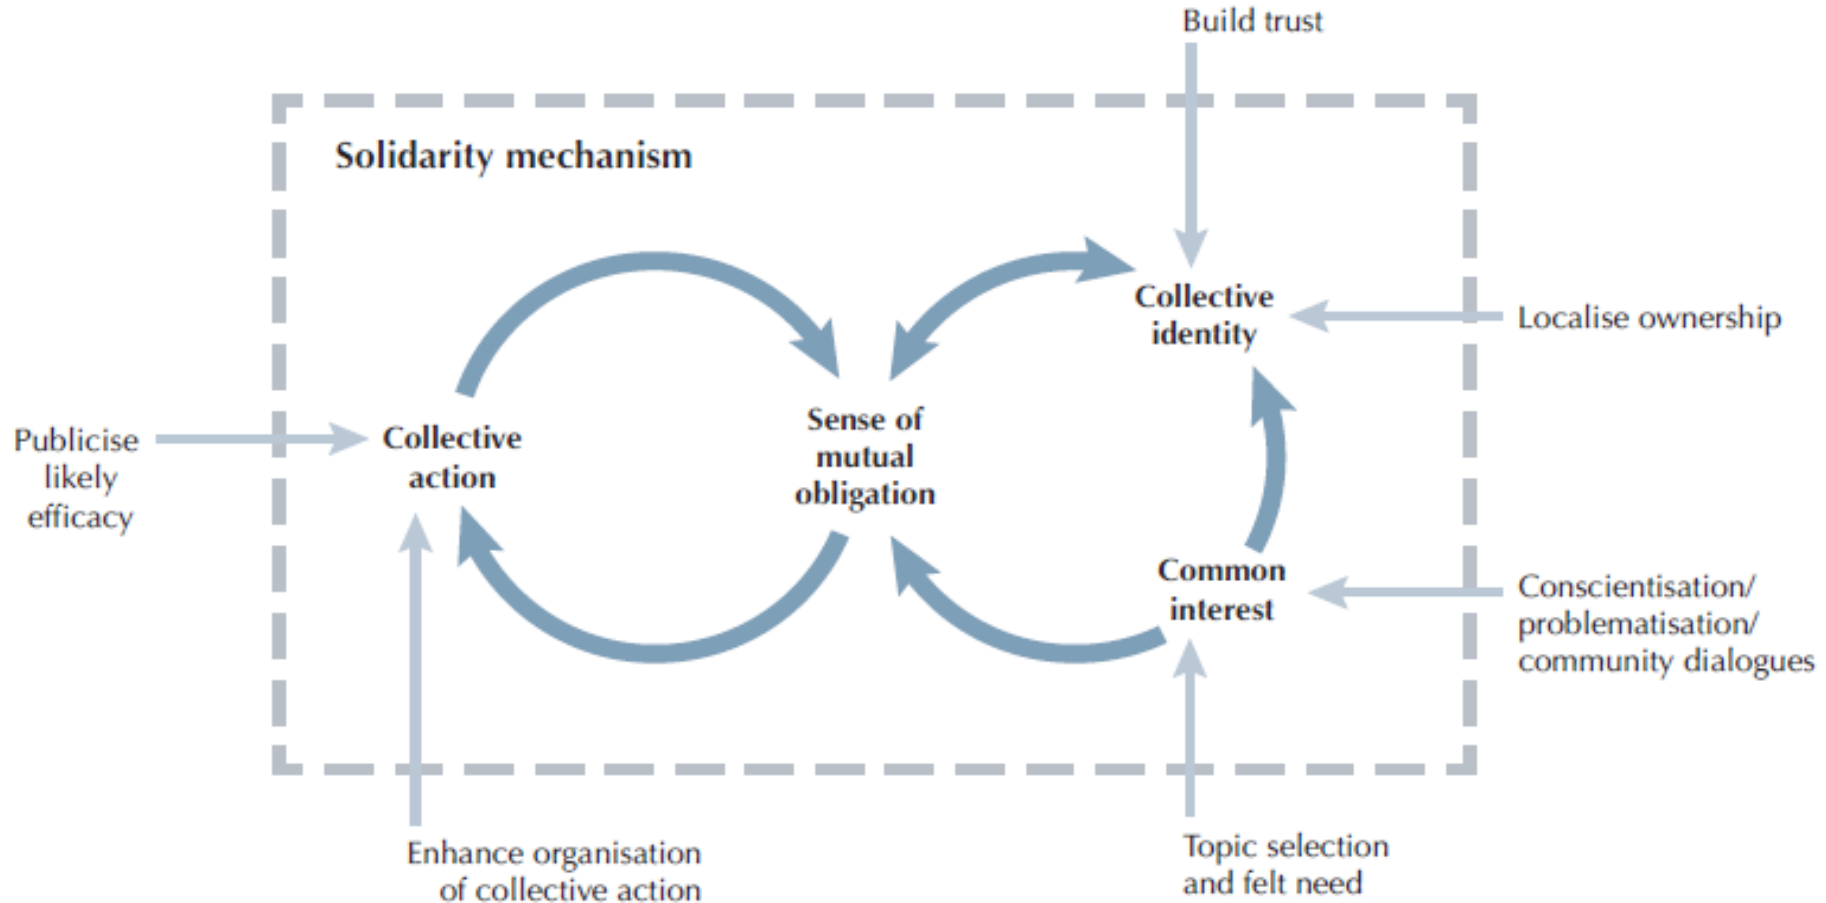 Build trust
Solidarity mechanism
Collective
identity
Localise ownership
Publicise
likely
efficacy
Collective
action
Sense of
mutual
obligation
Common
interest
Conscientisation/
problematisation/
community dialogues
Enhance organisation
of collective action
Topic selection
and felt need